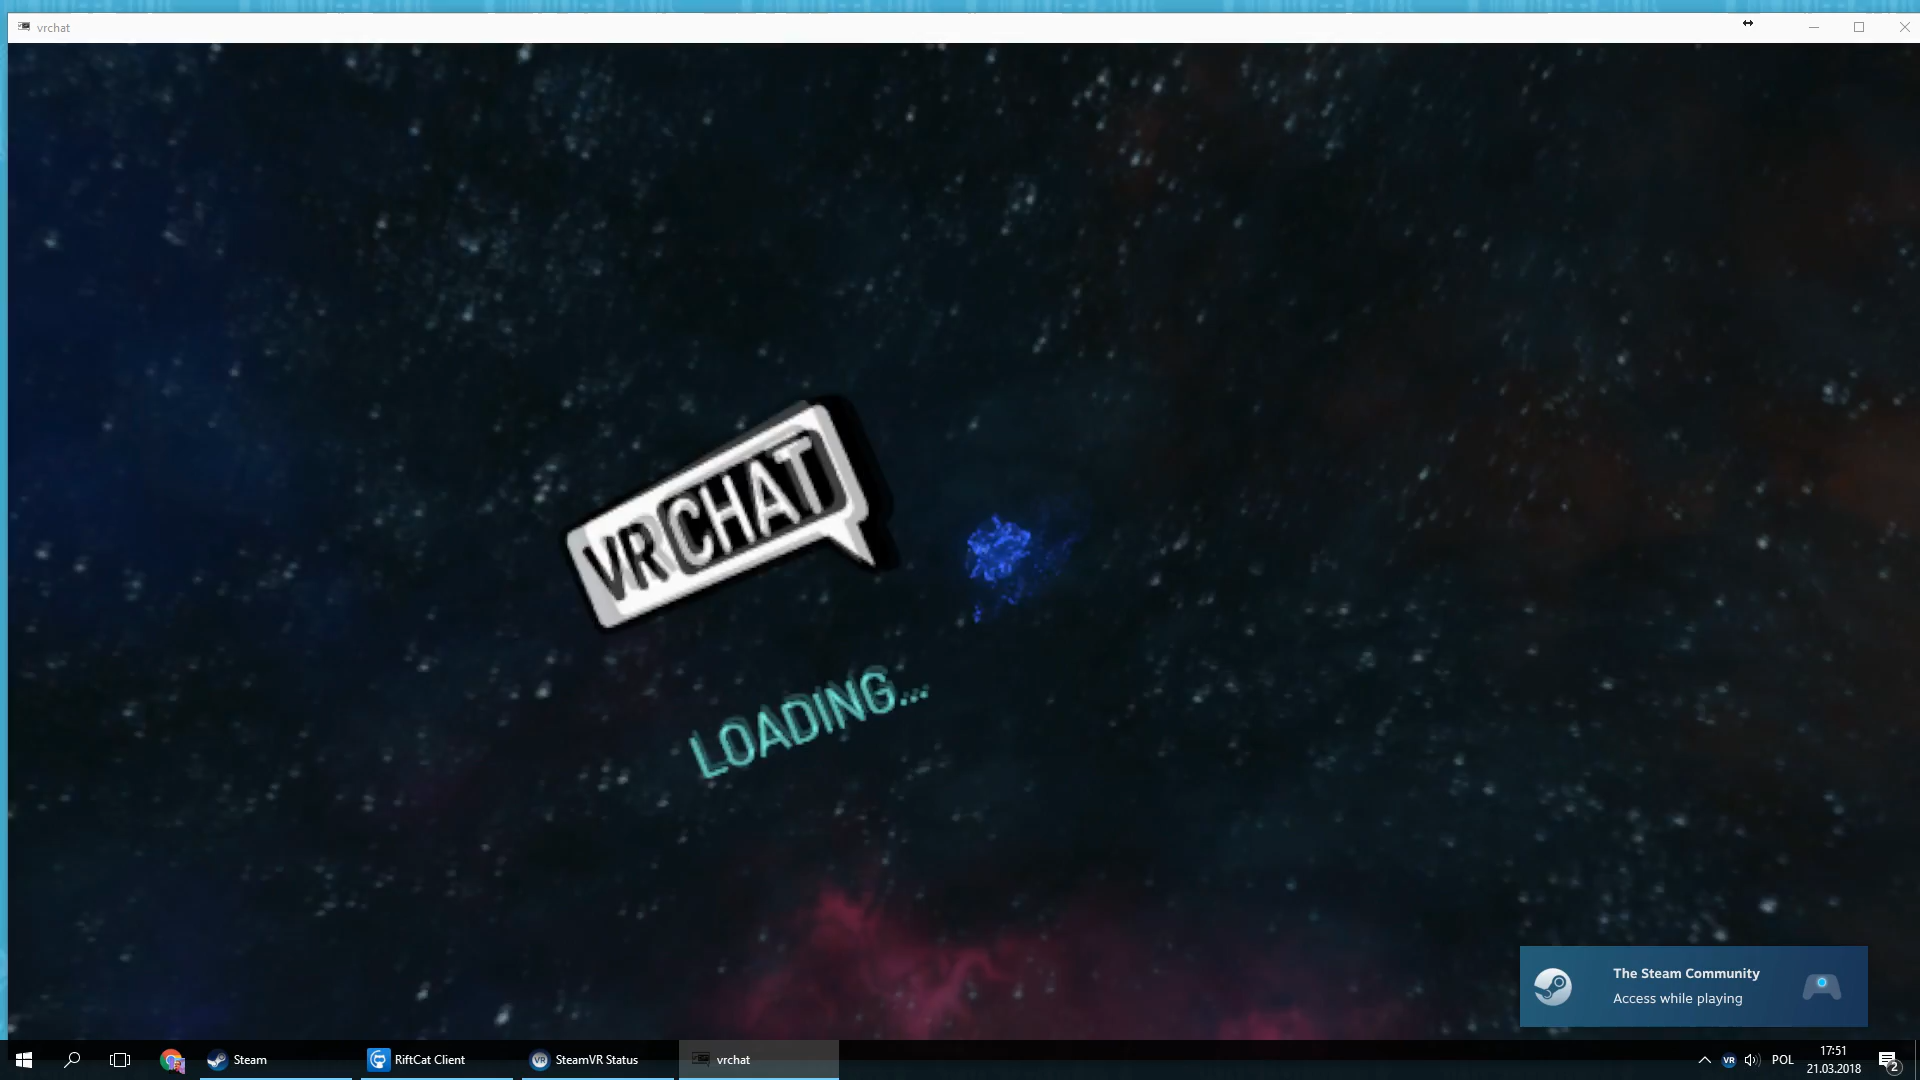 vrchat
VRCHAT
LOADING...
The Steam Community
Access while playing
Steam
RiftCat Client
VR
SteamVR Status
vrchat
VR
POL
17:51
21.03.2018
2